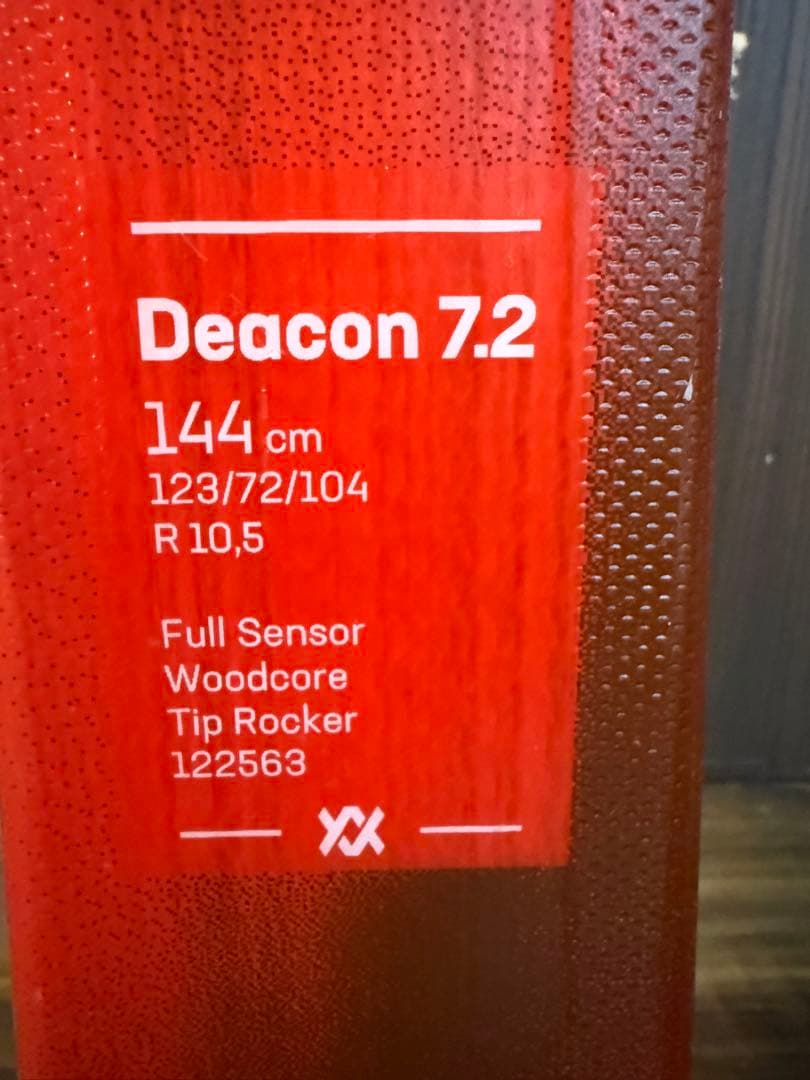 Deacon 7.2
144 cm
123/72/104
R 10,5
Full Sensor
Woodcore
Tip Rocker
122563